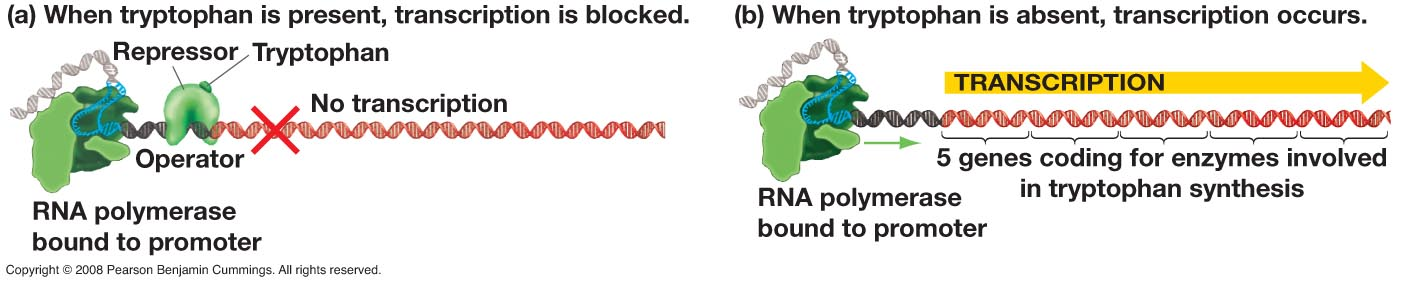 (a) When tryptophan is present, transcription is blocked.
Repressor Tryptophan
No transcription
Operator
RNA polymerase
bound to promoter
Copyright © 2008 Pearson Benjamin Cummings. All rights reserved.
(b) When tryptophan is absent, transcription occurs.
TRANSCRIPTION
5 genes coding for enzymes involved
in tryptophan synthesis
RNA polymerase
bound to promoter